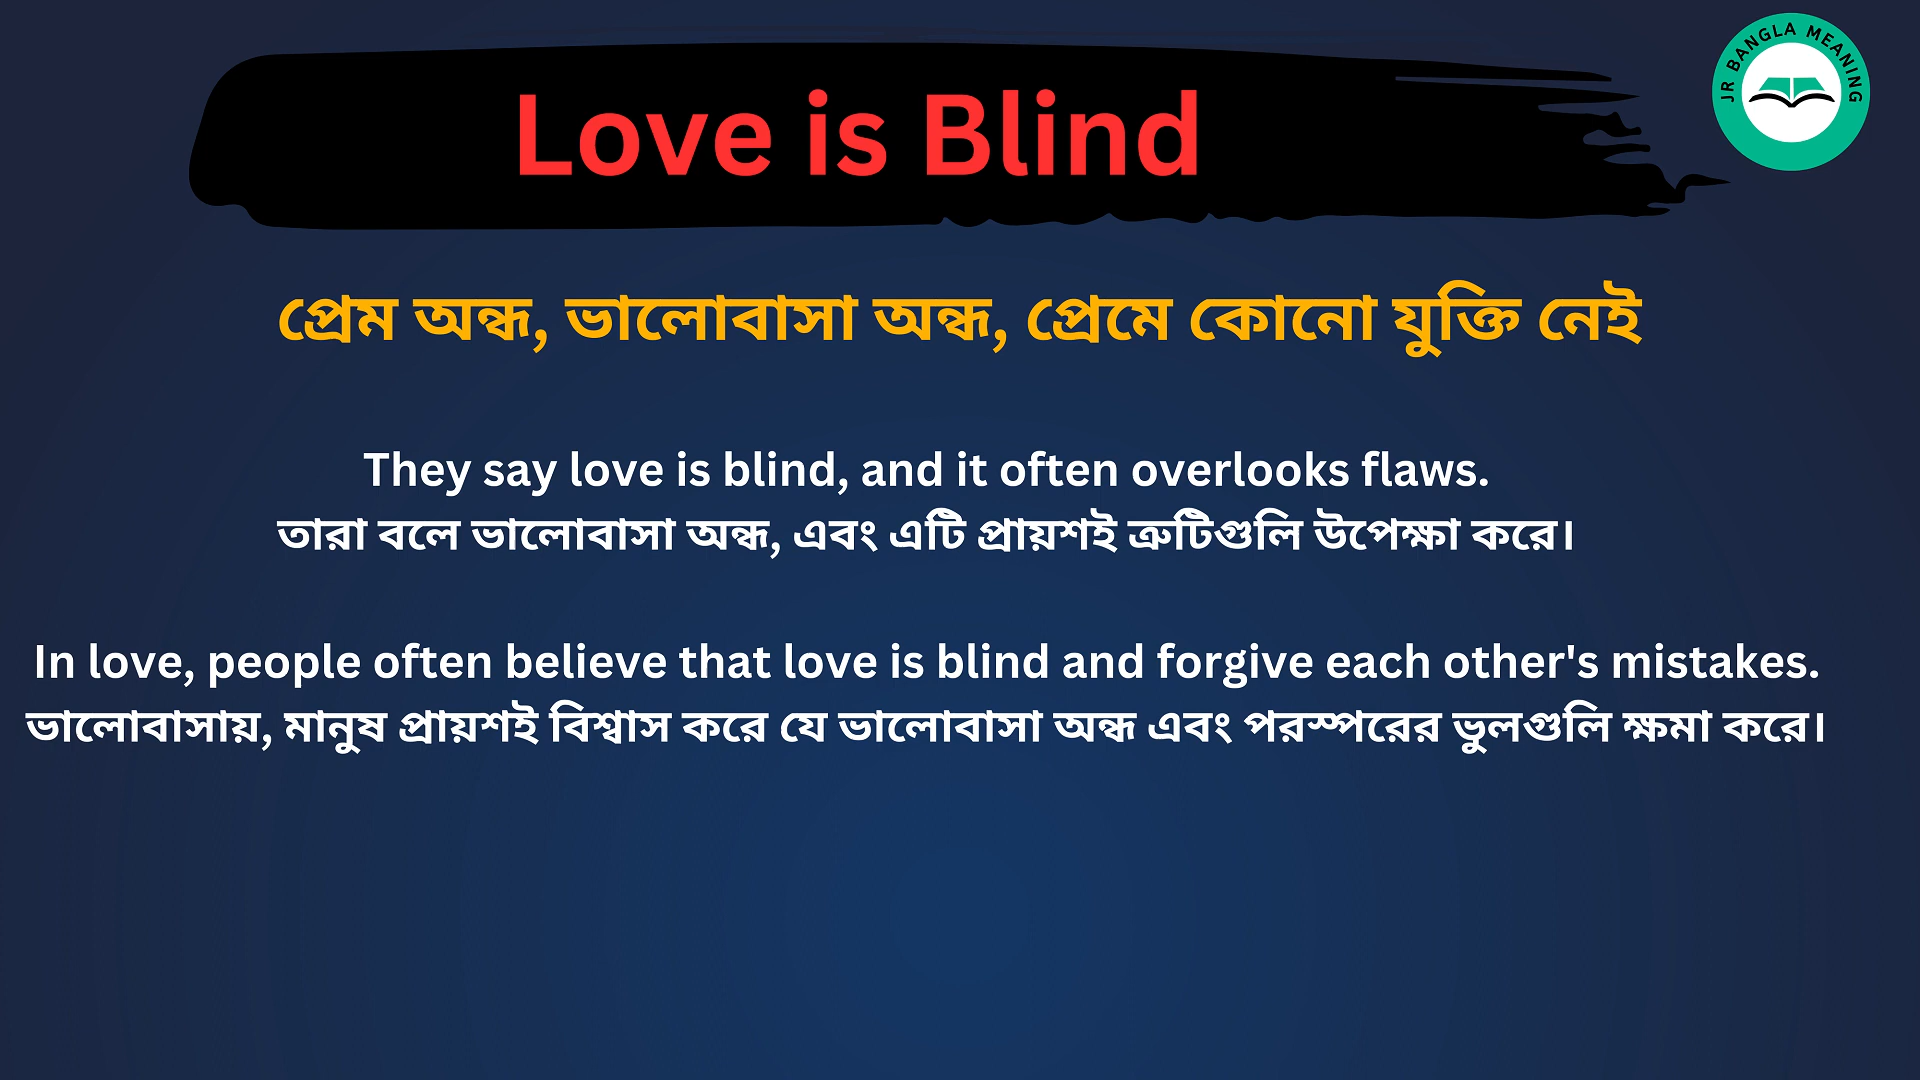 JR BANGLA MEANING
Love is Blind
প্রেম অন্ধ, ভালোবাসা অন্ধ, প্রেমে কোনো যুক্তি নেই
They say love is blind, and it often overlooks flaws.
তারা বলে ভালোবাসা অন্ধ, এবং এটি প্রায়শই ত্রুটিগুলি উপেক্ষা করে।
In love, people often believe that love is blind and forgive each other's mistakes.
ভালোবাসায়, মানুষ প্রায়শই বিশ্বাস করে যে ভালোবাসা অন্ধ এবং পরস্পরের ভুলগুলি ক্ষমা করে।